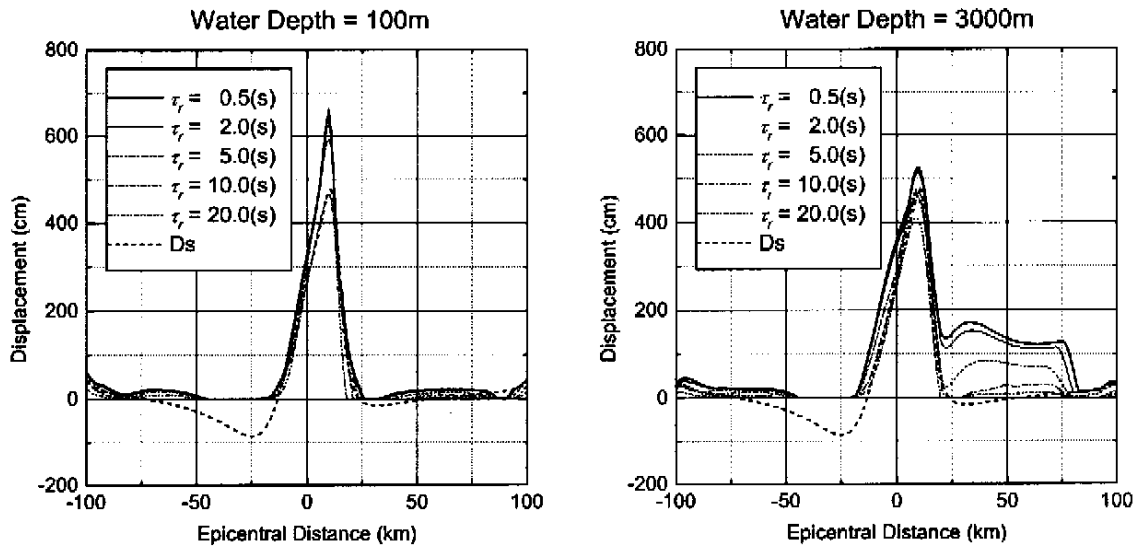 Water Depth = 100m
800
600
400
200
0
-200
-100
-50
0
50
100
Displacement (cm)
Epicentral Distance (km)
τr = 0.5(s)
τr = 2.0(s)
τr = 5.0(s)
τr = 10.0(s)
τr = 20.0(s)
Ds
Water Depth = 3000m
800
600
400
200
0
-200
-100
-50
0
50
100
Displacement (cm)
Epicentral Distance (km)
τr = 0.5(s)
τr = 2.0(s)
τr = 5.0(s)
τr = 10.0(s)
τr = 20.0(s)
Ds